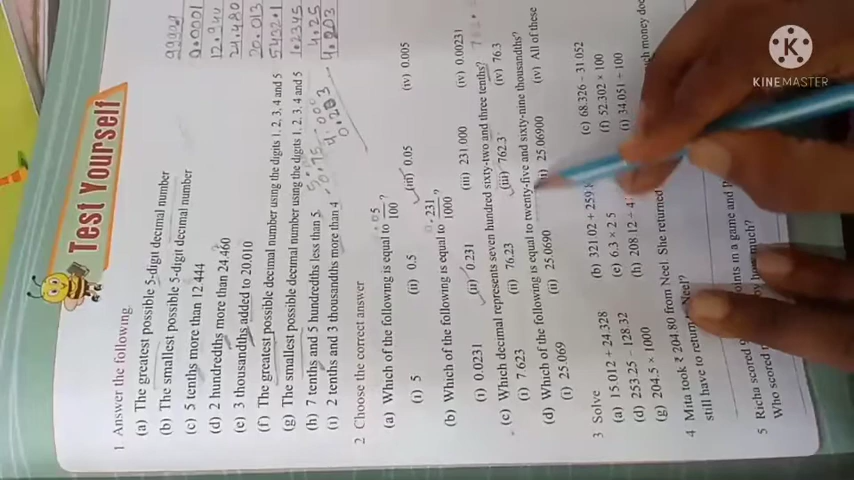 Test Yourself
1 Answer the following.
(a) The greatest possible 5-digit decimal number
(b) The smallest possible 5-digit decimal number
(c) 5 tenths more than 12.444
(d) 2 hundredths more than 24.460
(e) 3 thousandths added to 20.010
(f) The greatest possible decimal number using the digits 1, 2, 3, 4 and 5
(g) The smallest possible decimal number using the digits 1, 2, 3, 4 and 5
(h) 7 tenths and 5 hundredths less than 5
(i) 2 tenths and 3 thousandths more than 4
0.0001
12.944
24.480
20.013
5432.1
1.2345
4.25
4.203
2 Choose the correct answer
(a) Which of the following is equal to 5/100?
(i) 5 (ii) 0.5 (iii) 0.05 (iv) 0.005
(b) Which of the following is equal to 231/1000?
(i) 0.0231 (ii) 0.231 (iii) 231.000 (iv) 0.00231
(c) Which decimal represents seven hundred sixty-two and three tenths?
(i) 7.623 (ii) 76.23 (iii) 762.3 (iv) 76.3
(d) Which of the following is equal to twenty-five and sixty-nine thousandths?
(i) 25.069 (ii) 25.0690 25.06900 (iv) All of these
3 Solve
(a) 15.012 + 24.328 (b) 321.02 + 259. (c) 68.326 − 31.052
(d) 253.25 − 128.32 (e) 6.3 × 2.5 (f) 52.302 × 100
(g) 204.5 × 1000 (h) 208.12 ÷ 4 (i) 34.051 ÷ 100
4 Mita took ₹ 204.80 from Neel. She returned much money does
still have to return Neel?
5 Richa scored points in a game and
Who scored how much?
KINEMASTER